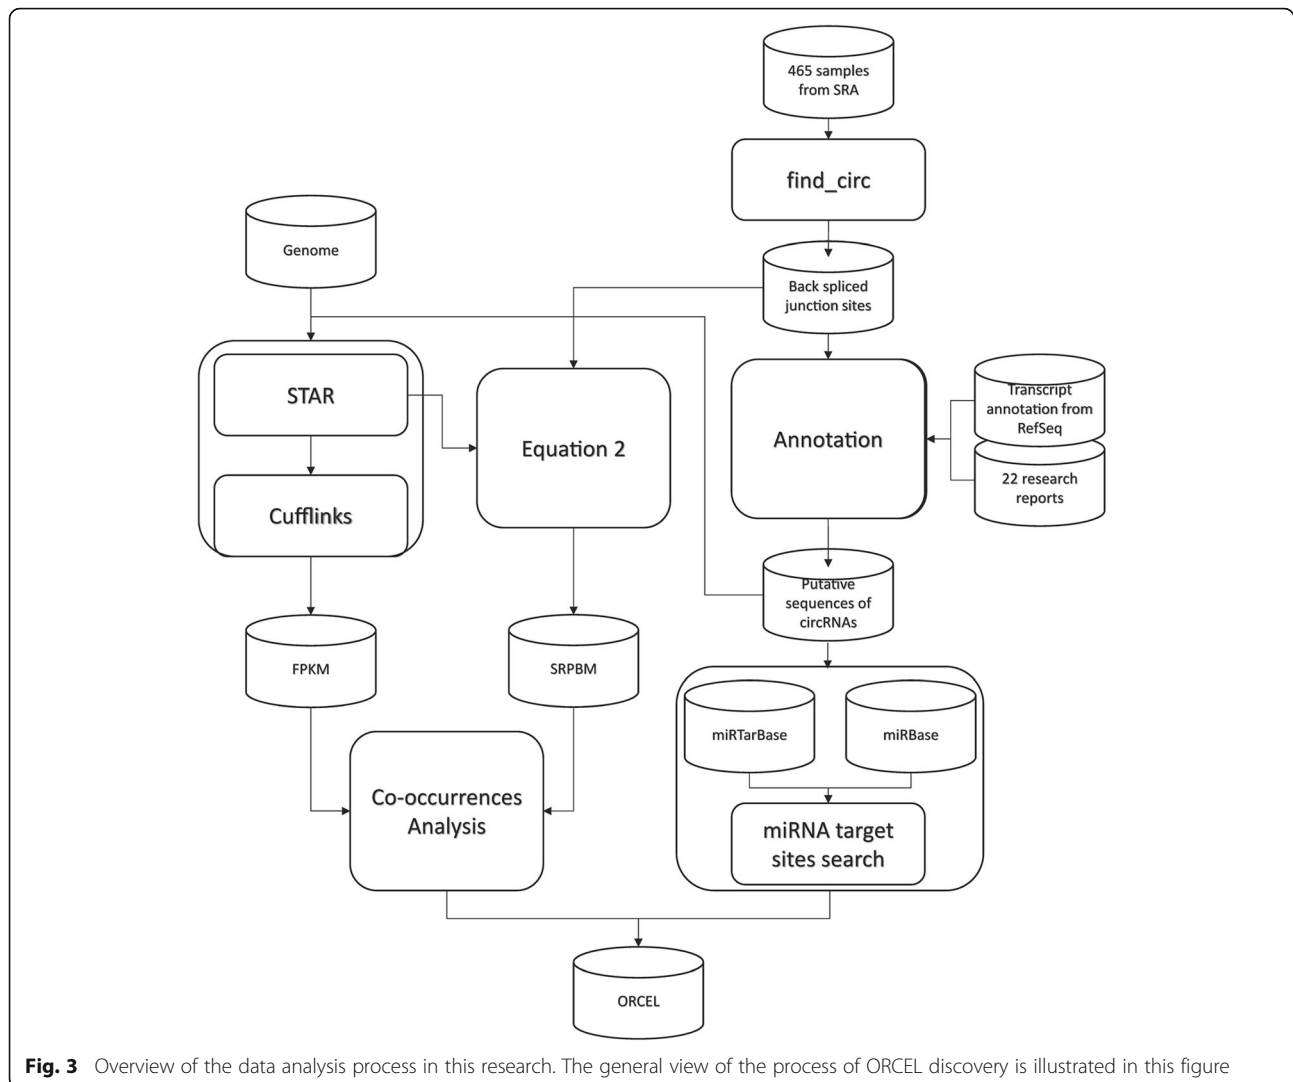 465 samples
from SRA
find_circ
Genome
Back spliced
junction sites
STAR
Cufflinks
Equation 2
Annotation
Transcript
annotation from
RefSeq
22 research
reports
Putative
sequences of
circRNAs
FPKM
SRPBM
miRTarBase
miRBase
Co-occurrences
Analysis
miRNA target
sites search
ORCEL
Fig. 3 Overview of the data analysis process in this research. The general view of the process of ORCEL discovery is illustrated in this figure